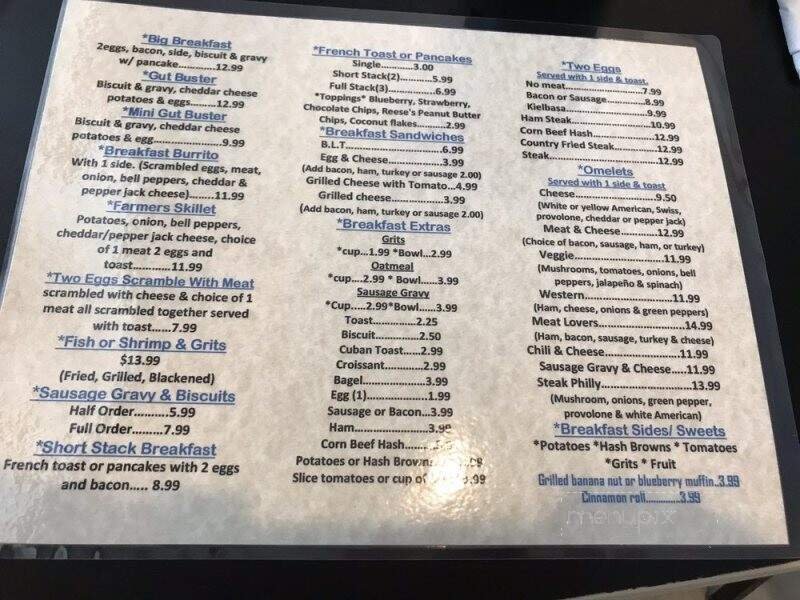 *Big Breakfast
2eggs, bacon, side, biscuit & gravy
w/ pancake............12.99
*Gut Buster
Biscuit & gravy, cheddar cheese
potatoes & eggs........12.99
*Mini Gut Buster
Biscuit & gravy, cheddar cheese
potatoes & egg..............9.99
*Breakfast Burrito
With 1 side. (Scrambled eggs, meat,
onion, bell peppers, cheddar &
pepper jack cheese).......11.99
*Farmers Skillet
Potatoes, onion, bell peppers,
cheddar/pepper jack cheese, choice
of 1 meat 2 eggs and
toast..............11.99
*Two Eggs Scramble With Meat
scrambled with cheese & choice of 1
meat all scrambled together served
with toast......7.99
*Fish or Shrimp & Grits
$13.99
(Fried, Grilled, Blackened)
*Sausage Gravy & Biscuits
Half Order..........5.99
Full Order........7.99
*Short Stack Breakfast
French toast or pancakes with 2 eggs
and bacon..... 8.99
*French Toast or Pancakes
Single............3.00
Short Stack(2)............5.99
Full Stack(3)............6.99
*Toppings* Blueberry, Strawberry,
Chocolate Chips, Reese's Peanut Butter
Chips, Coconut flakes..........2.99
*Breakfast Sandwiches
B.L.T.......................6.99
Egg & Cheese................3.99
(Add bacon, ham, turkey or sausage 2.00)
Grilled Cheese with Tomato...4.99
Grilled cheese................3.99
(Add bacon, ham, turkey or sausage 2.00)
*Breakfast Extras
Grits
*cup...1.99 *Bowl...2.99
Oatmeal
*cup....2.99 * Bowl......3.99
Sausage Gravy
*Cup.....2.99*Bowl.....3.99
Toast............2.25
Biscuit............2.50
Cuban Toast......2.99
Croissant..........2.99
Bagel................3.99
Egg (1)..............1.99
Sausage or Bacon...3.99
Ham..................3.99
Corn Beef Hash......
Potatoes or Hash Browns
Slice tomatoes or cup of 3.99
*Two Eggs
Served with 1 side & toast.
No meat......................7.99
Bacon or Sausage..........8.99
Kielbasa.......................9.99
Ham Steak...................10.99
Corn Beef Hash.............12.99
Country Fried Steak.........12.99
Steak.........................12.99
*Omelets
Served with 1 side & toast
Cheese....................9.50
(White or yellow American, Swiss,
provolone, cheddar or pepper jack)
Meat & Cheese...........12.99
(Choice of bacon, sausage, ham, or turkey)
Veggie......................11.99
(Mushrooms, tomatoes, onions, bell
peppers, jalapeño & spinach)
Western......................11.99
(Ham, cheese, onions & green peppers)
Meat Lovers..................14.99
(Ham, bacon, sausage, turkey & cheese)
Chili & Cheese...............11.99
Sausage Gravy & Cheese.....11.99
Steak Philly..................13.99
(Mushroom, onions, green pepper,
provolone & white American)
*Breakfast Sides/ Sweets
*Potatoes *Hash Browns * Tomatoes
*Grits * Fruit
Grilled banana nut or blueberry muffin..3.99
Cinnamon roll..............3.99
menupix